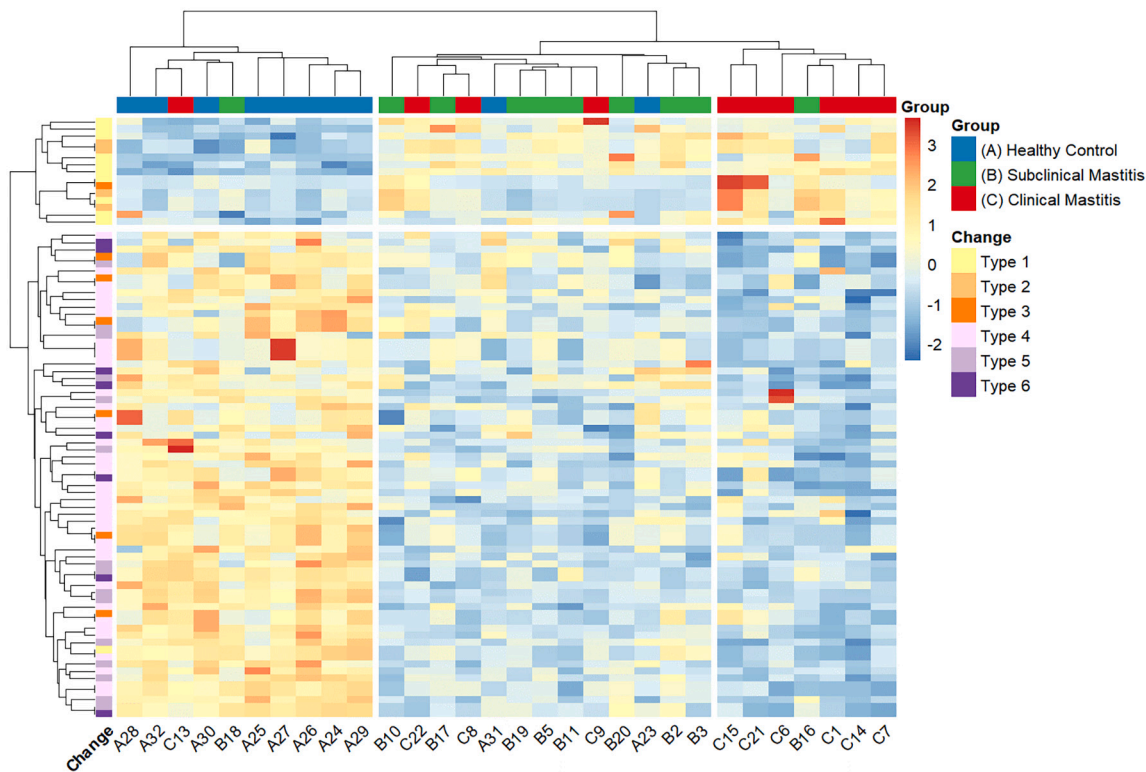 Group
3
2
1
0
-1
-2
Group
(A) Healthy Control
(B) Subclinical Mastitis
(C) Clinical Mastitis
Change
Type 1
Type 2
Type 3
Type 4
Type 5
Type 6
Change
A28 A32 C13 A30 B18 A25 A27 A26 A24 A29 B10 C22 B17 C8 A31 B19 B5 B11 C9 B20 A23 B2 B3 C15 C21 C6 B16 C1 C14 C7